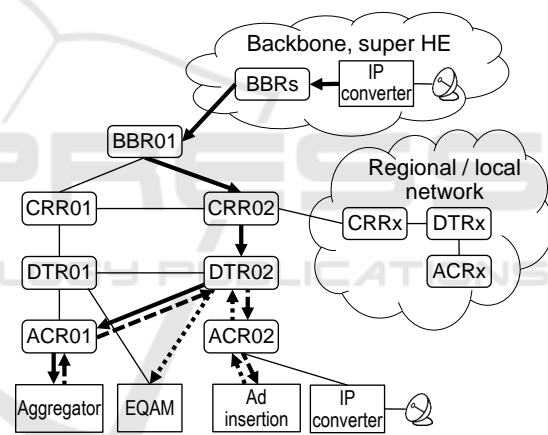 Backbone, super HE
BBRs
IP
converter
BBR01
Regional / local
network
CRR01
CRR02
CRRx
DTRx
DTR01
DTR02
ACRx
ACR01
ACR02
Aggregator
EQAM
Ad
insertion
IP
converter